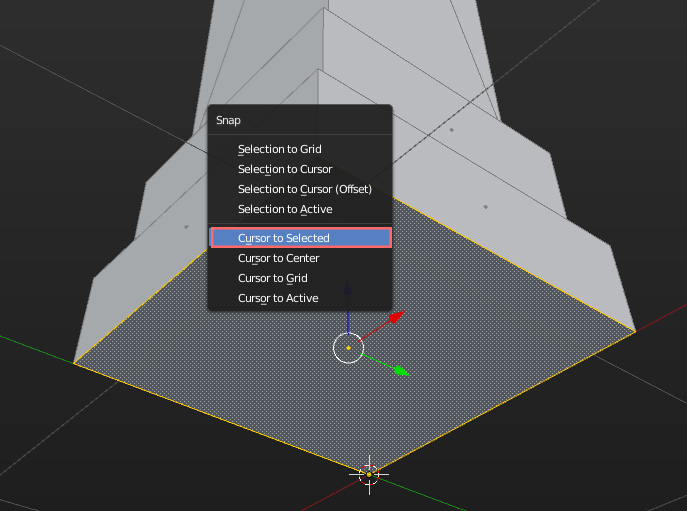 Snap
Selection to Grid
Selection to Cursor
Selection to Cursor (Offset)
Selection to Active
Cursor to Selected
Cursor to Center
Cursor to Grid
Cursor to Active